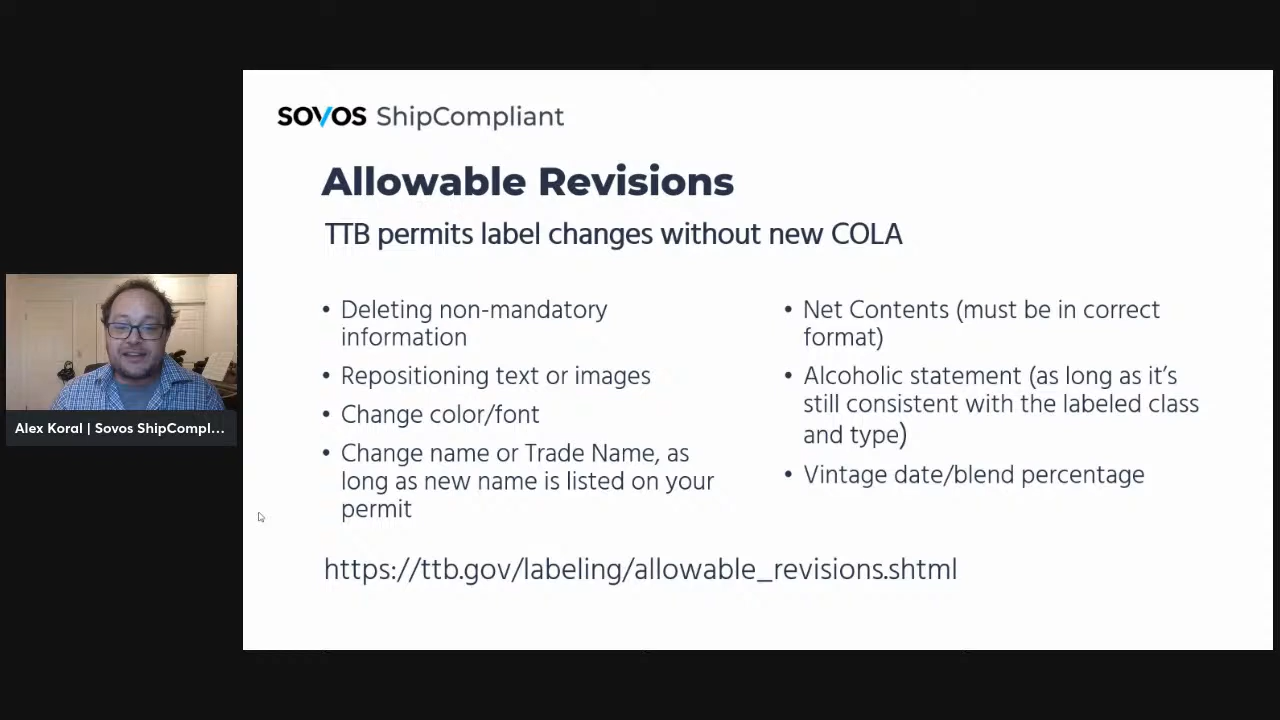 SOVOS ShipCompliant
Allowable Revisions
TTB permits label changes without new COLA
• Deleting non-mandatory
information
• Repositioning text or images
• Change color/font
• Change name or Trade Name, as
long as new name is listed on your
permit
• Net Contents (must be in correct
format)
• Alcoholic statement (as long as it's
still consistent with the labeled class
and type)
• Vintage date/blend percentage
https://ttb.gov/labeling/allowable_revisions.shtml
Alex Koral | Sovos ShipCompl...